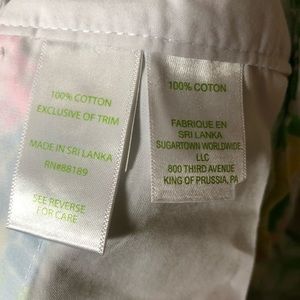 100% COTTON
EXCLUSIVE OF TRIM
MADE IN SRI LANKA
RN#88189
SEE REVERSE
FOR CARE
100% COTON
FABRIQUE EN
SRI LANKA
SUGARTOWN WORLDWIDE,
LLC
800 THIRD AVENUE
KING OF PRUSSIA, PA